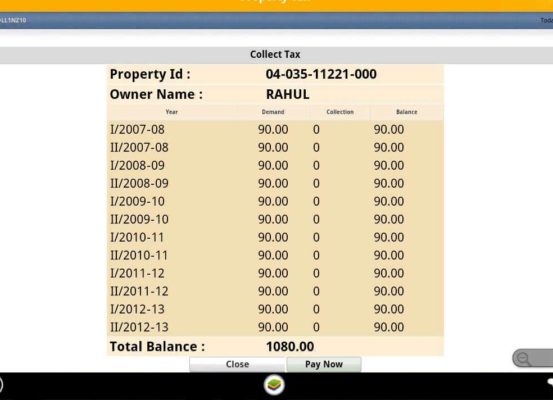 Collect Tax
Property Id : 04-035-11221-000
Owner Name : RAHUL
Year Demand Collection Balance
I/2007-08 90.00 0 90.00
II/2007-08 90.00 0 90.00
I/2008-09 90.00 0 90.00
II/2008-09 90.00 0 90.00
I/2009-10 90.00 0 90.00
II/2009-10 90.00 0 90.00
I/2010-11 90.00 0 90.00
II/2010-11 90.00 0 90.00
I/2011-12 90.00 0 90.00
II/2011-12 90.00 0 90.00
I/2012-13 90.00 0 90.00
II/2012-13 90.00 0 90.00
Total Balance : 1080.00
Close Pay Now